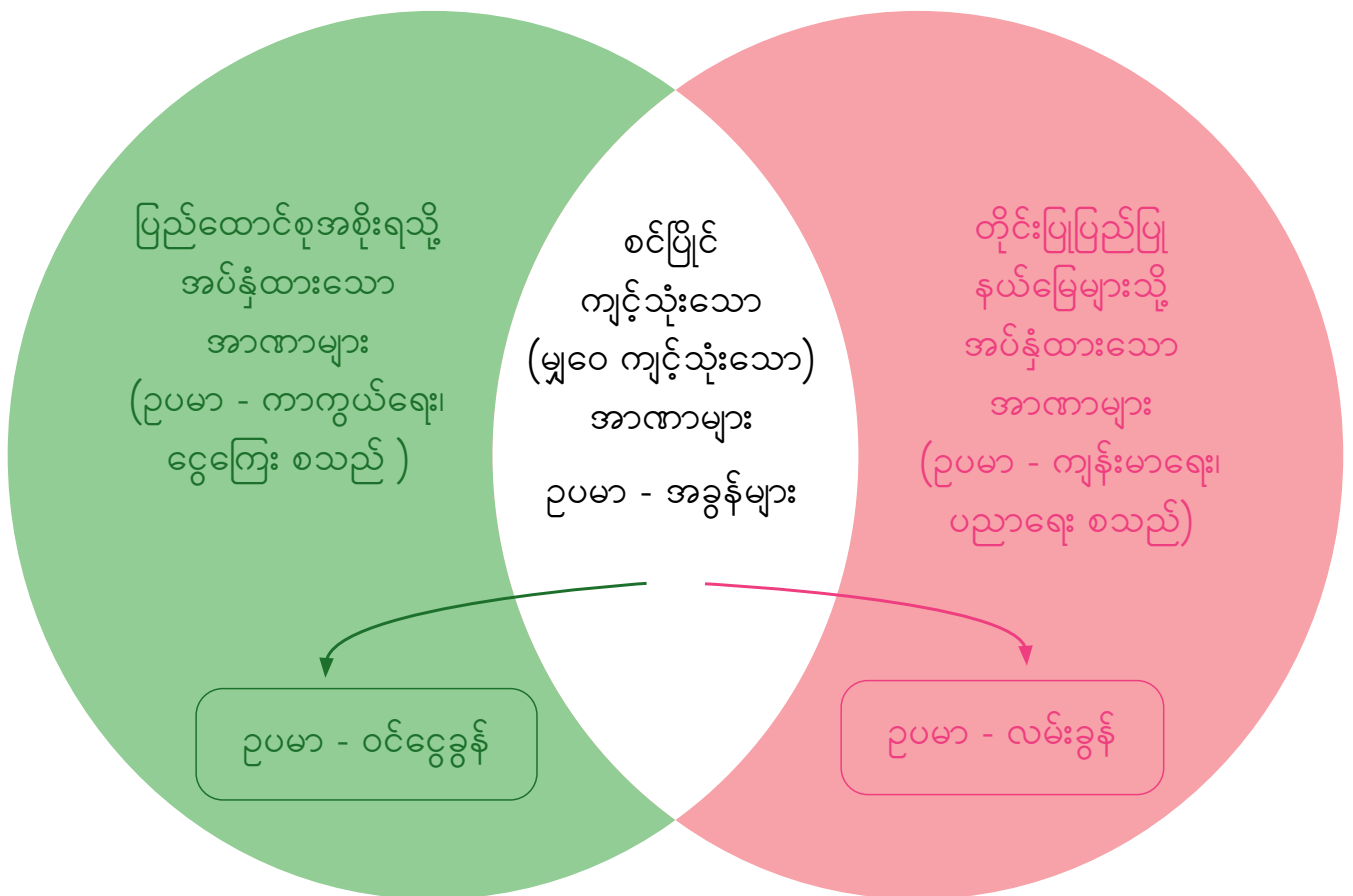 ပြည်ထောင်စုအစိုးရသို့
အပ်နှံထားသော
အာဏာများ
(ဥပမာ - ကာကွယ်ရေး၊
ငွေကြေး စသည် )
စင်ပြိုင်
ကျင့်သုံးသော
(မျှဝေ ကျင့်သုံးသော)
အာဏာများ
ဥပမာ - အခွန်များ
တိုင်းပြုပြည်ပြု
နယ်မြေများသို့
အပ်နှံထားသော
အာဏာများ
(ဥပမာ - ကျန်းမာရေး၊
ပညာရေး စသည်)
ဥပမာ - ဝင်ငွေခွန်
ဥပမာ - လမ်းခွန်